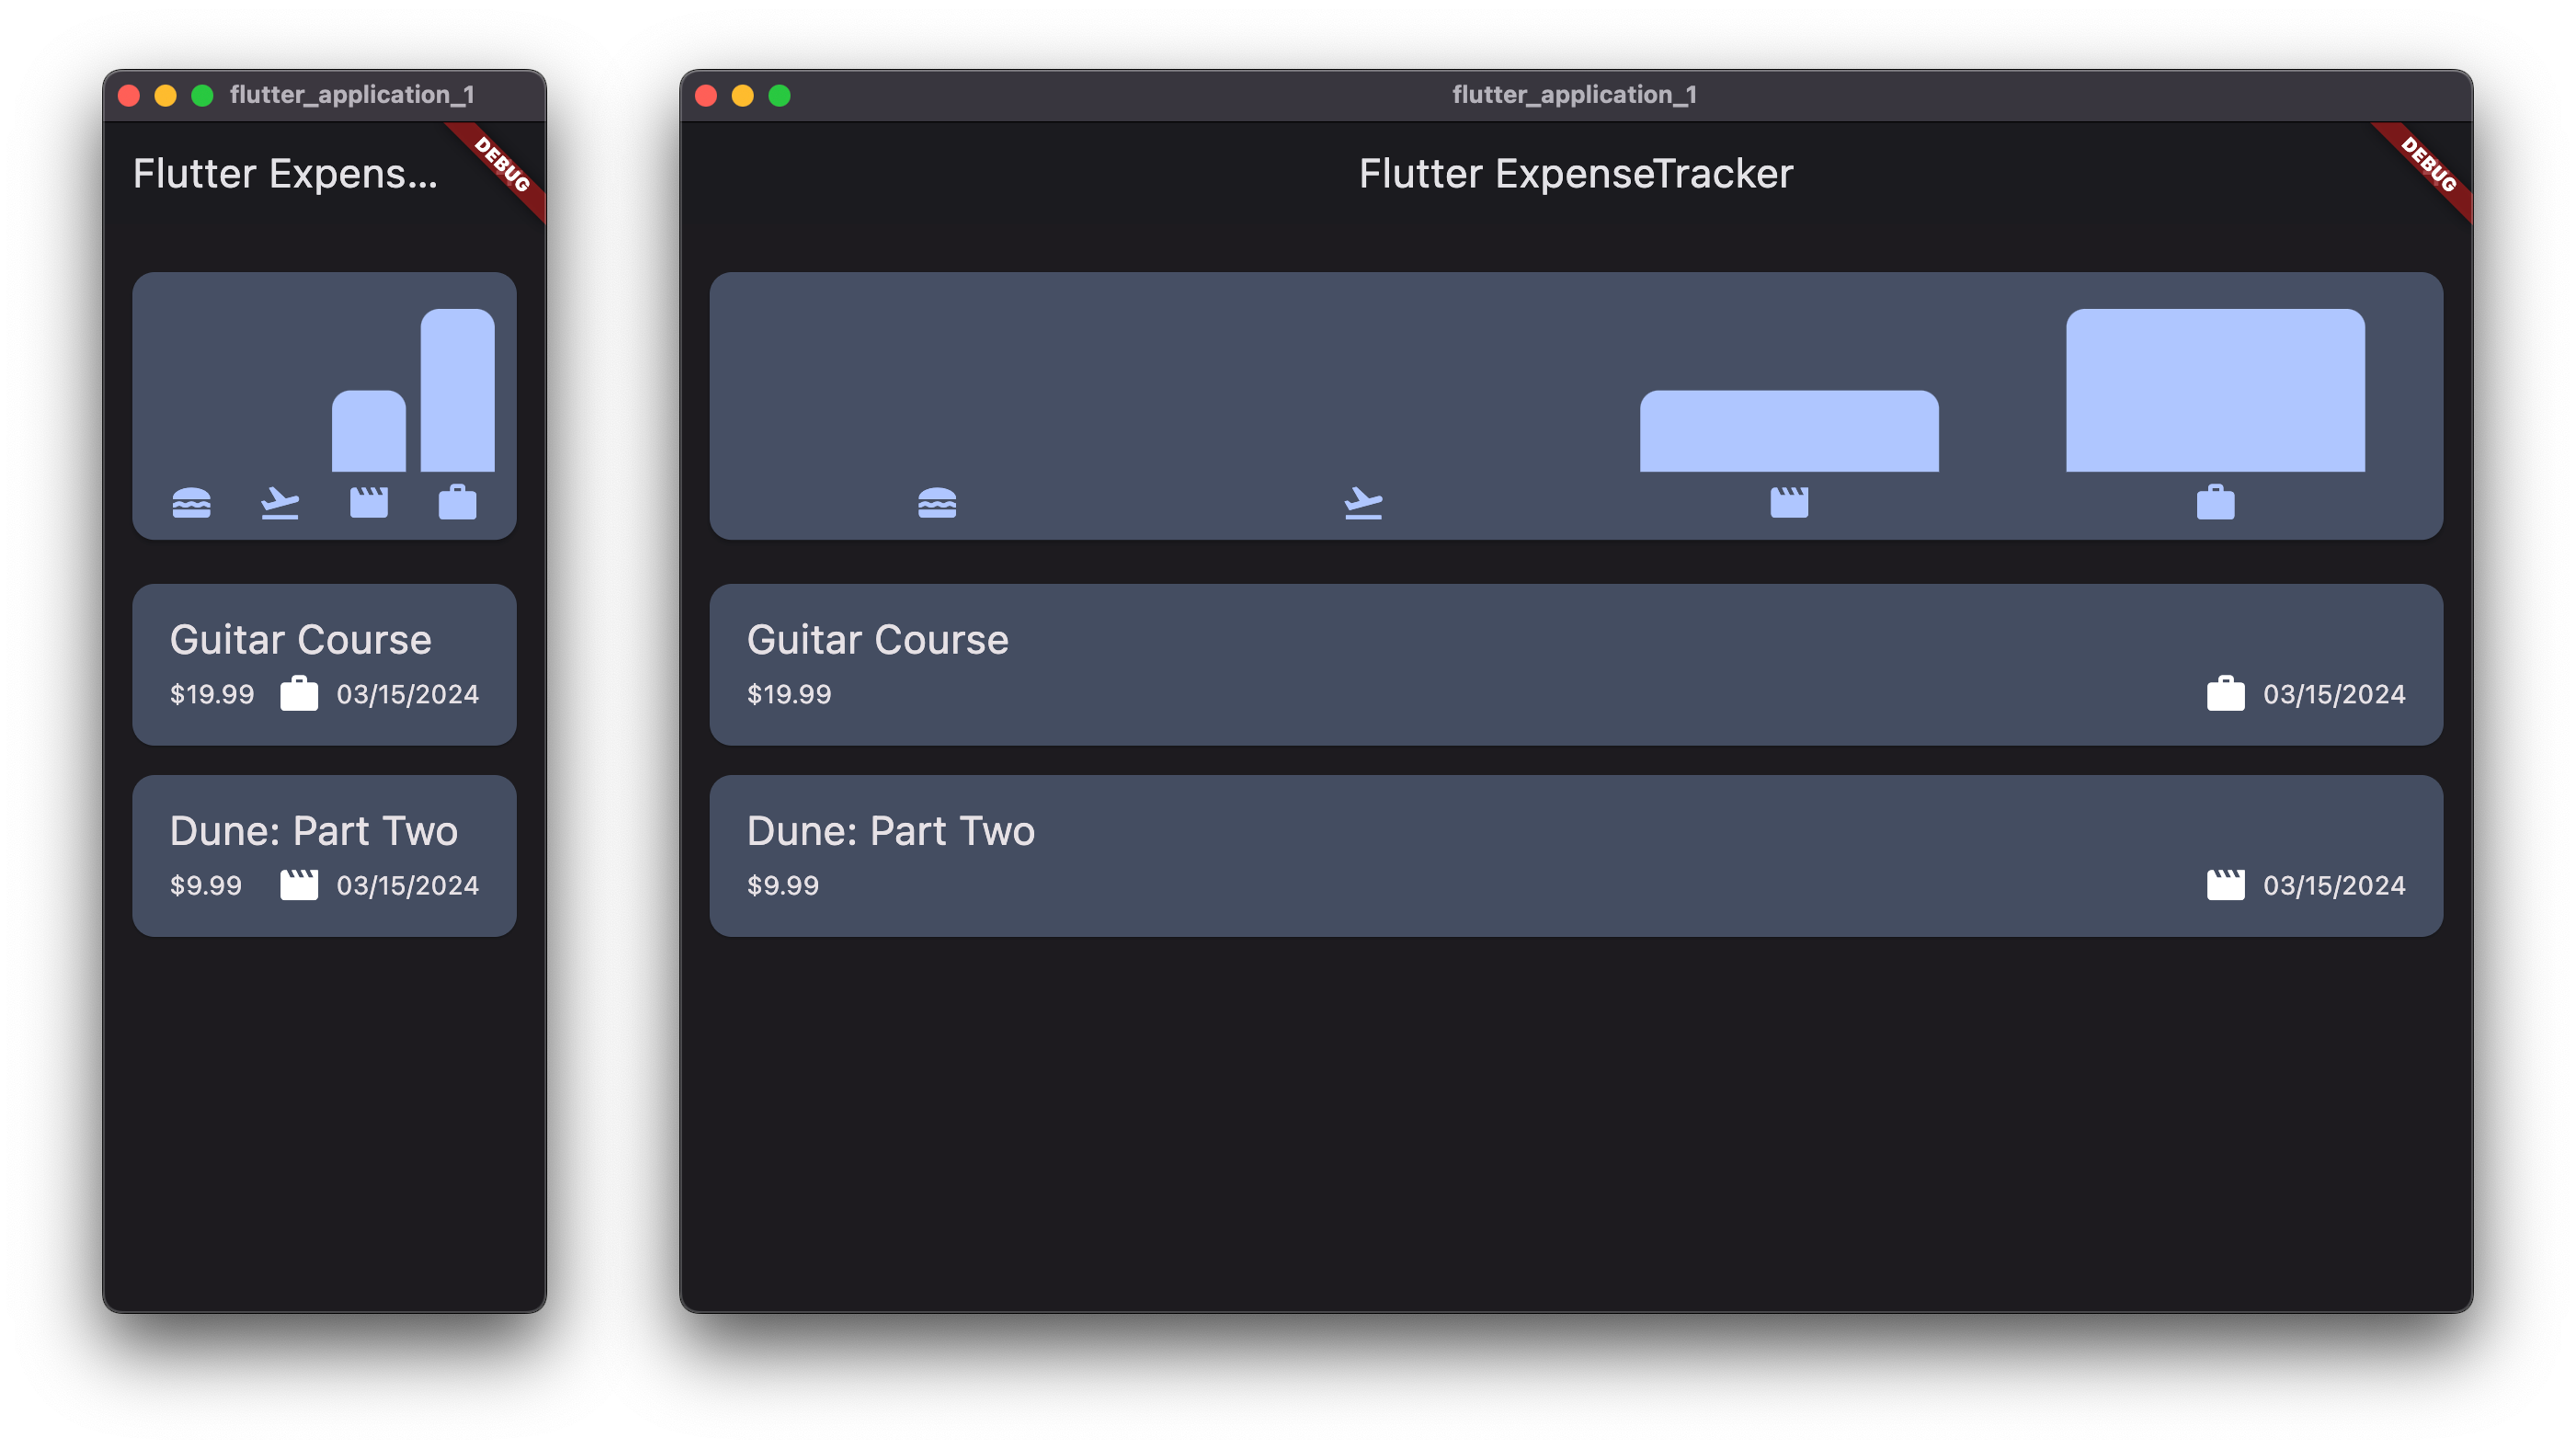 flutter_application_1
Flutter Expens...
DEBUG
Guitar Course
$19.99 03/15/2024
Dune: Part Two
$9.99 03/15/2024
flutter_application_1
Flutter ExpenseTracker
DEBUG
Guitar Course
$19.99 03/15/2024
Dune: Part Two
$9.99 03/15/2024